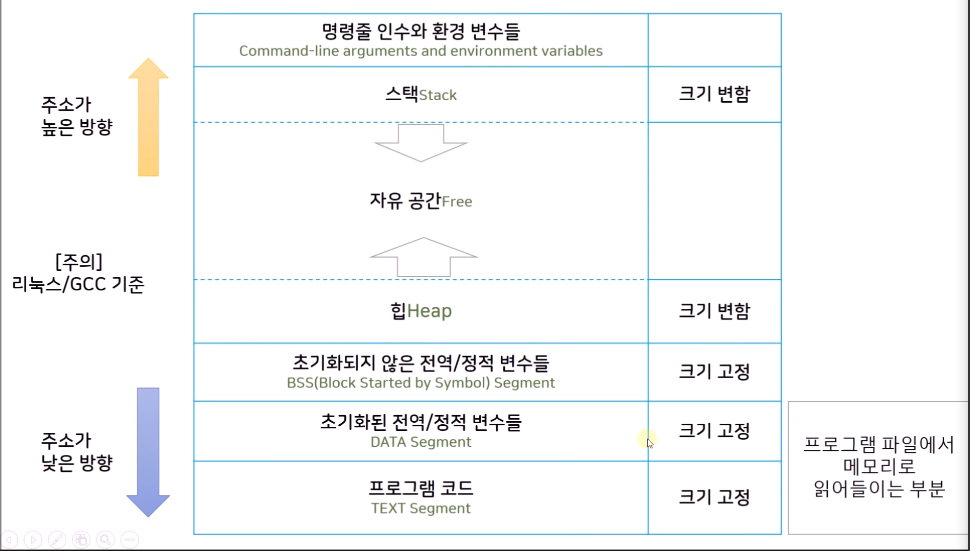 명령줄 인수와 환경 변수들
Command-line arguments and environment variables
스택Stack
크기 변함
자유 공간Free
힙Heap
크기 변함
초기화되지 않은 전역/정적 변수들
BSS(Block Started by Symbol) Segment
크기 고정
초기화된 전역/정적 변수들
DATA Segment
크기 고정
프로그램 코드
TEXT Segment
크기 고정
주소가
높은 방향
[주의]
리눅스/GCC 기준
주소가
낮은 방향
프로그램 파일에서
메모리로
읽어들이는 부분